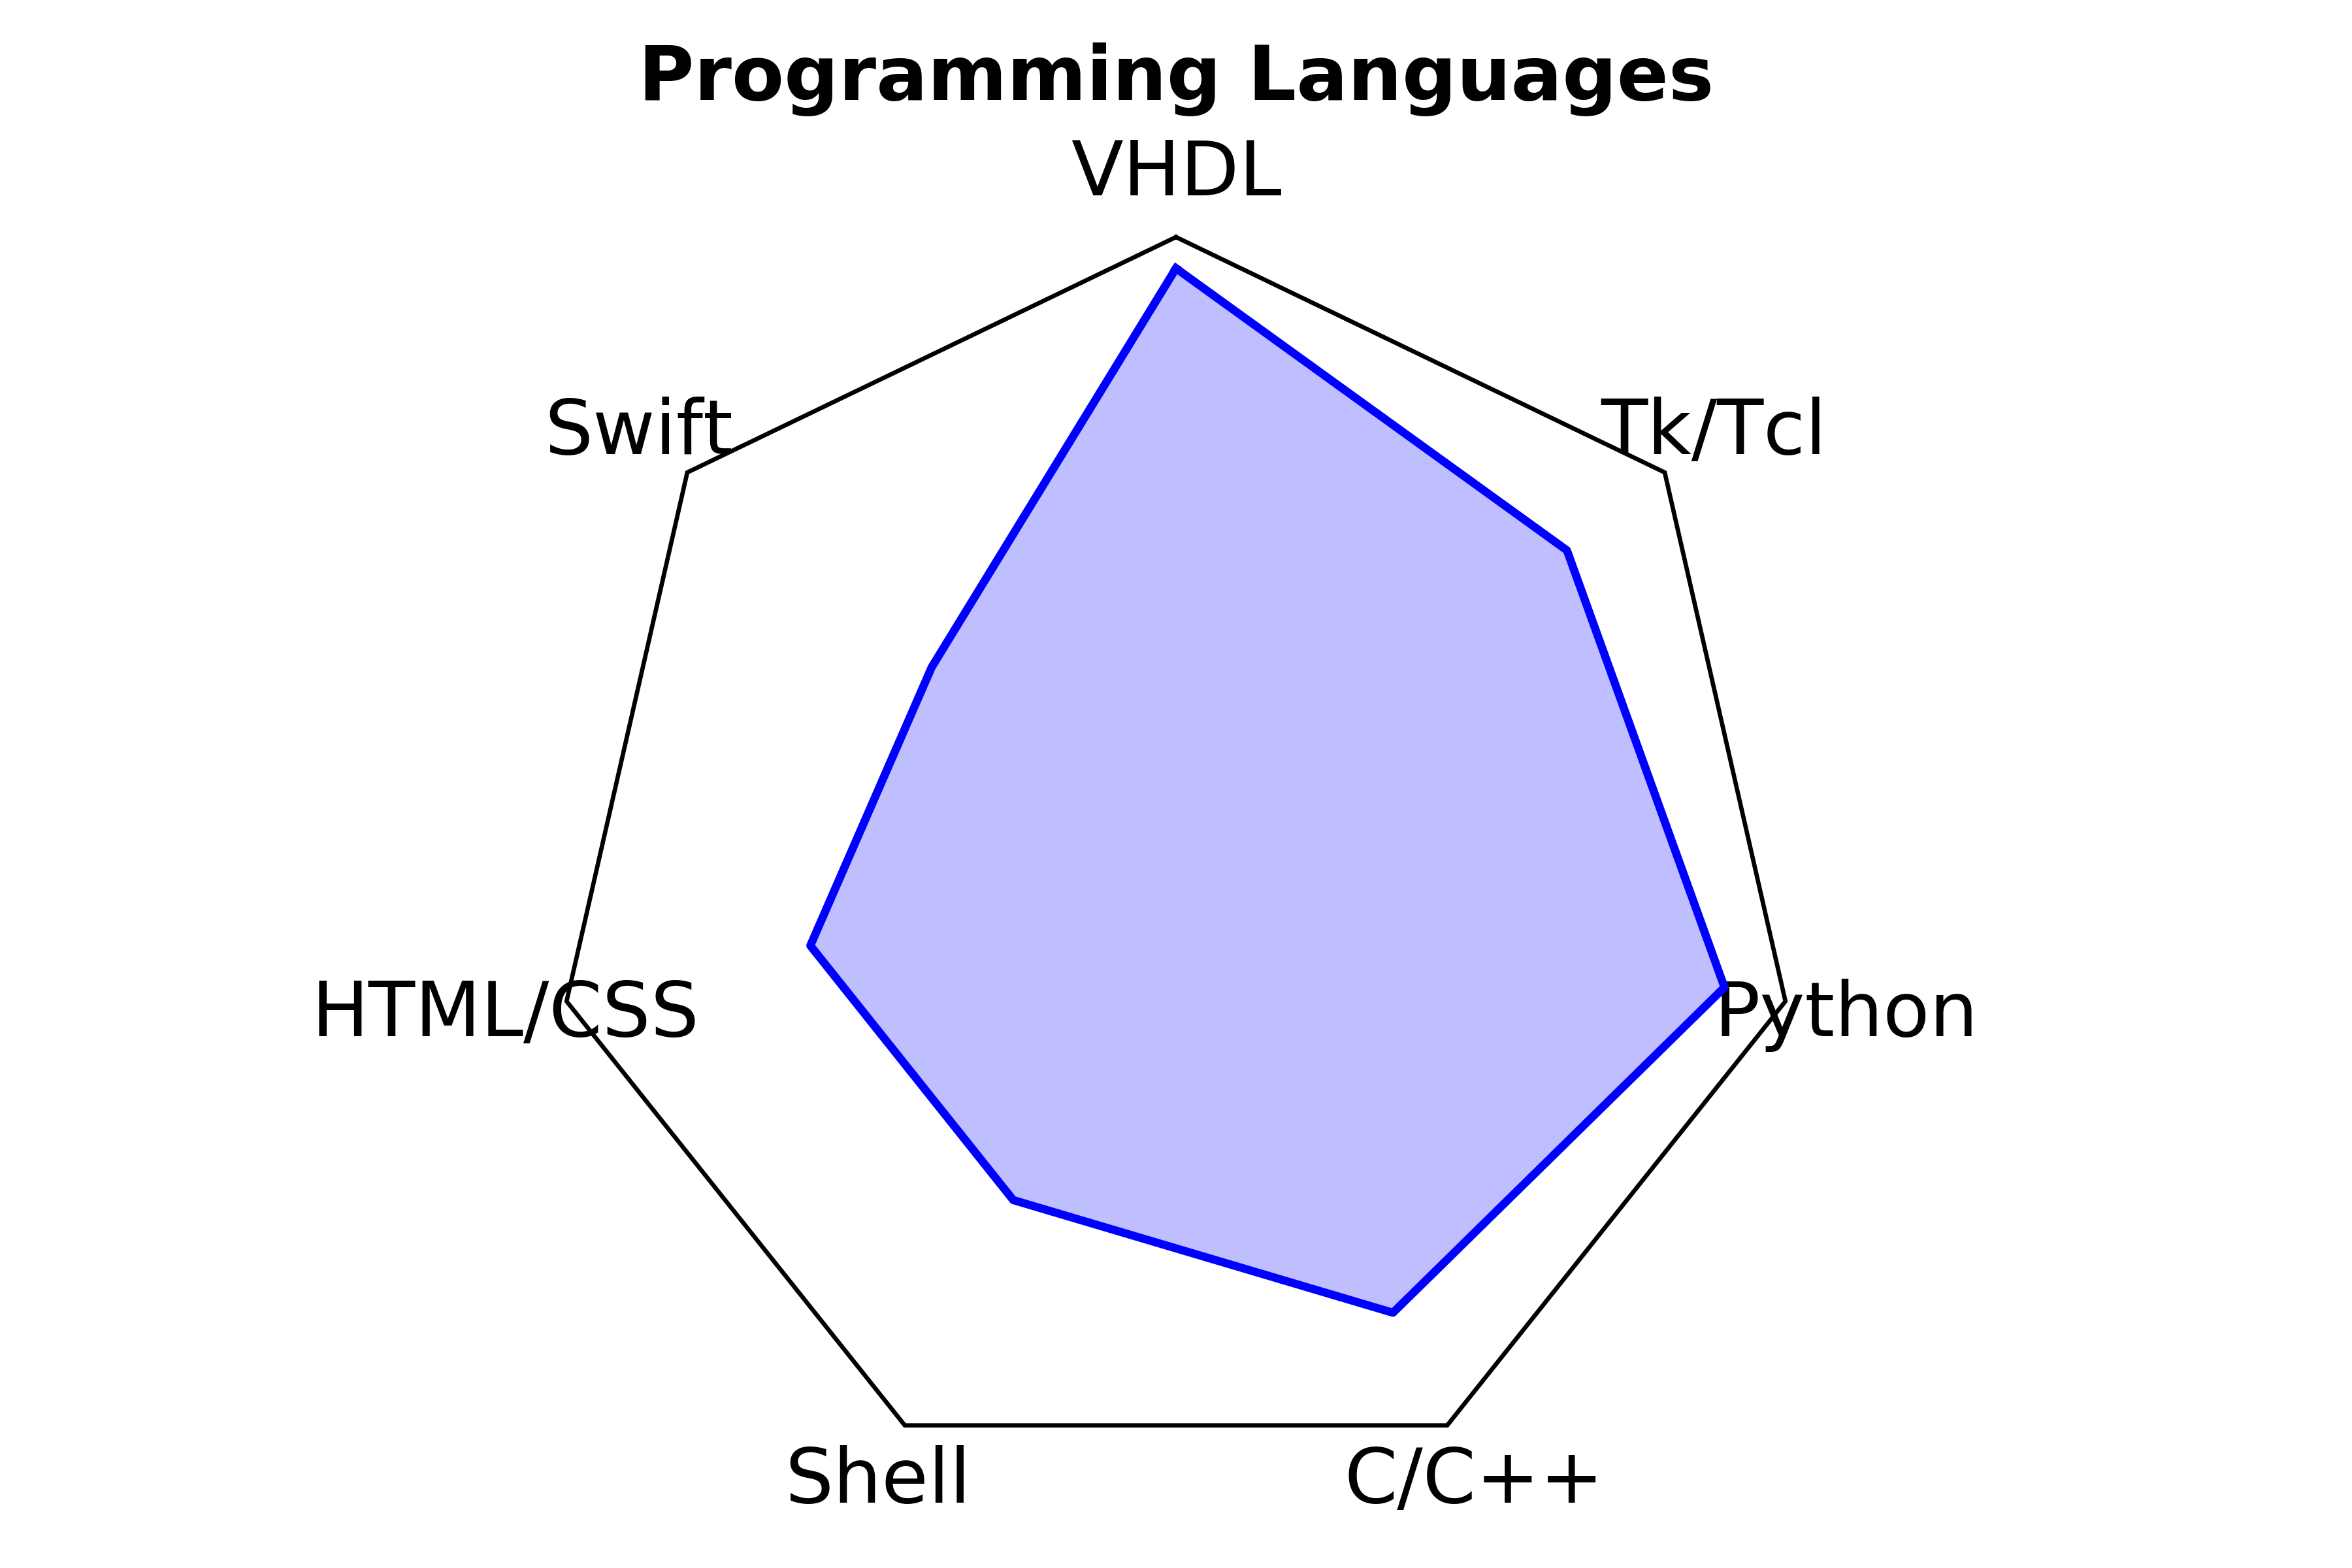 Programming Languages
VHDL
Swift
Tk/Tcl
HTML/CSS
Python
Shell
C/C++